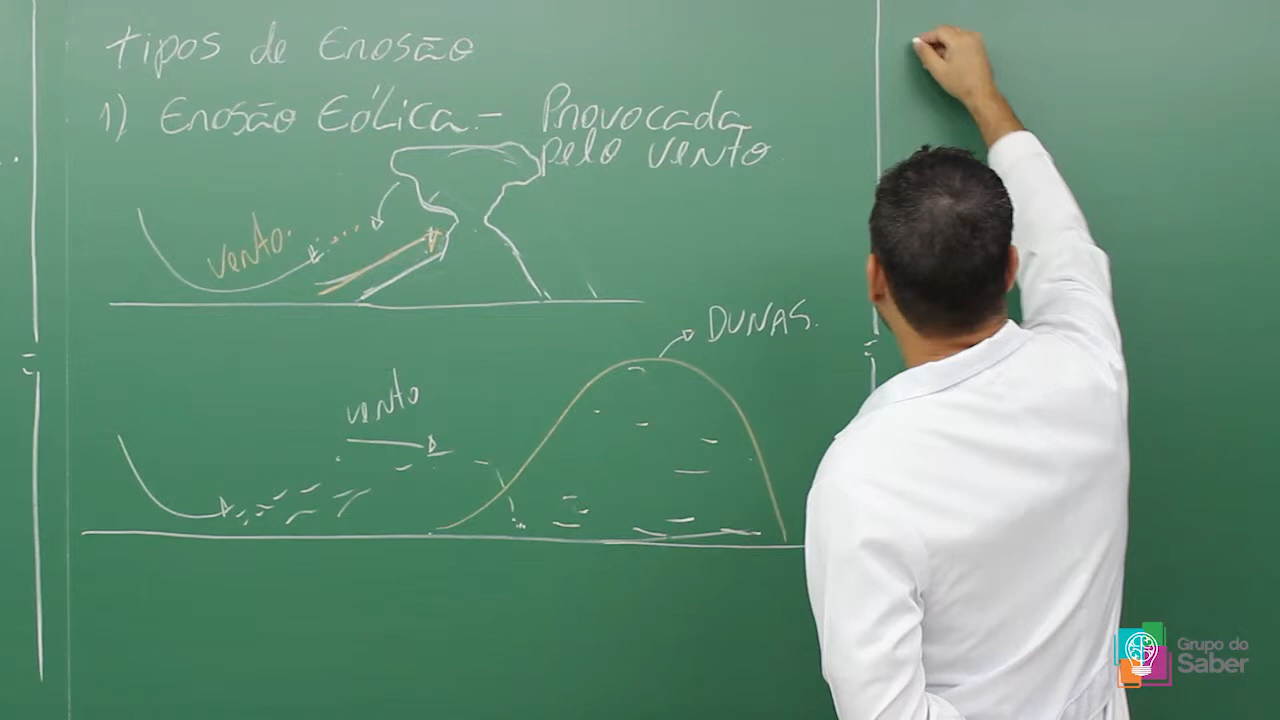 Tipos de Erosão
1) Erosão Eólica - Provocada
pelo vento
vento
DUNAS.
vento
Grupo do
Saber